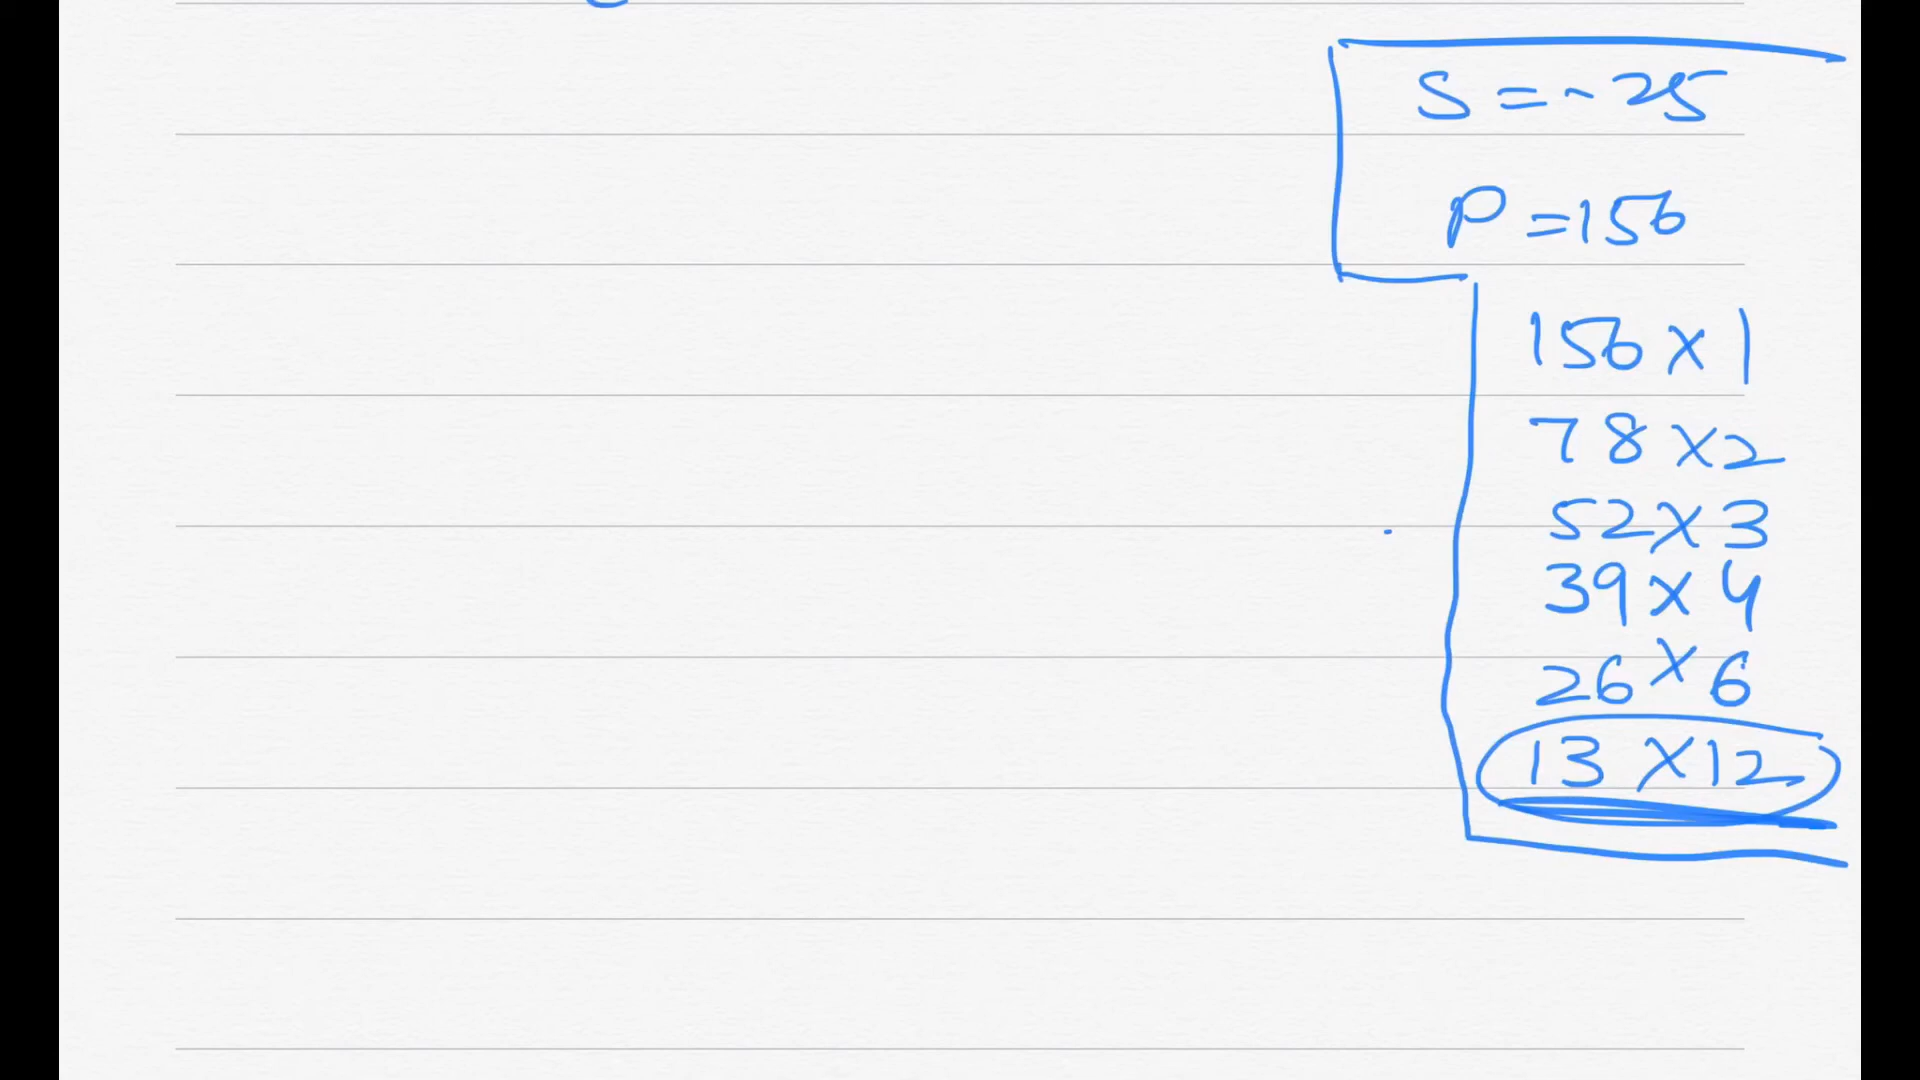 S = -25
P = 156
156 X 1
78 X 2
52 X 3
39 X 4
26 X 6
13 X 12